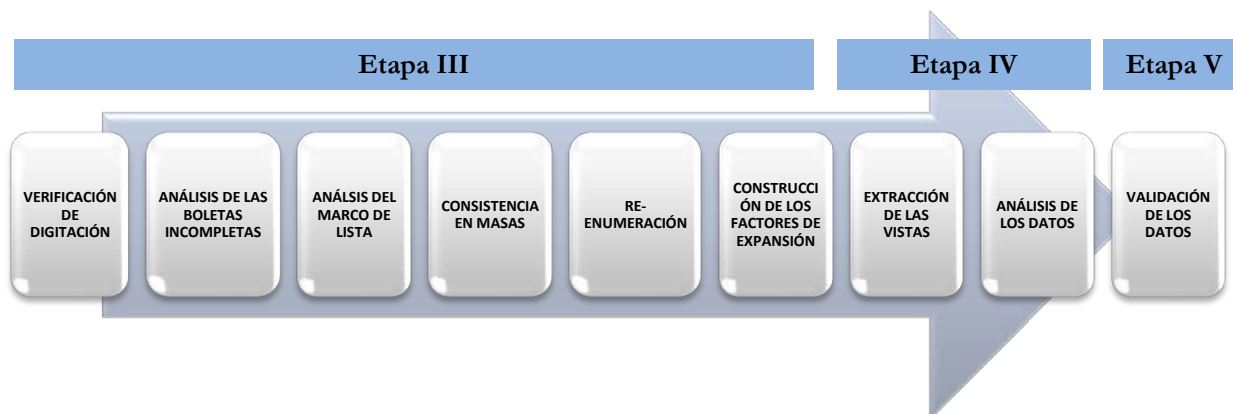 Etapa III
Etapa IV
Etapa V
VERIFICACIÓN
DE
DIGITACIÓN
ANÁLISIS DE LAS
BOLETAS
INCOMPLETAS
ANÁLSIS DEL
MARCO DE
LISTA
CONSISTENCIA
EN MASAS
RE-
ENUMERACIÓN
CONSTRUCCI
ÓN DE LOS
FACTORES DE
EXPANSIÓN
EXTRACCIÓN
DE LAS
VISTAS
ANÁLISIS DE
LOS DATOS
VALIDACIÓN
DE LOS
DATOS